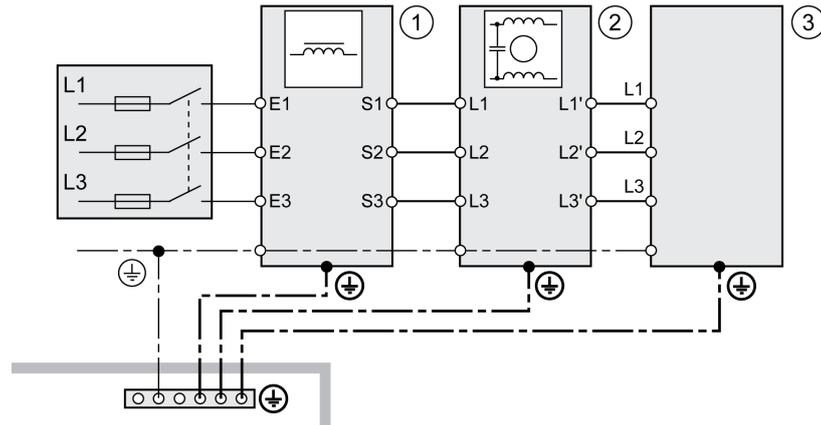 1 2 3
L1 E1 S1 L1 L1' L1
L2 E2 S2 L2 L2' L2
L3 E3 S3 L3 L3' L3